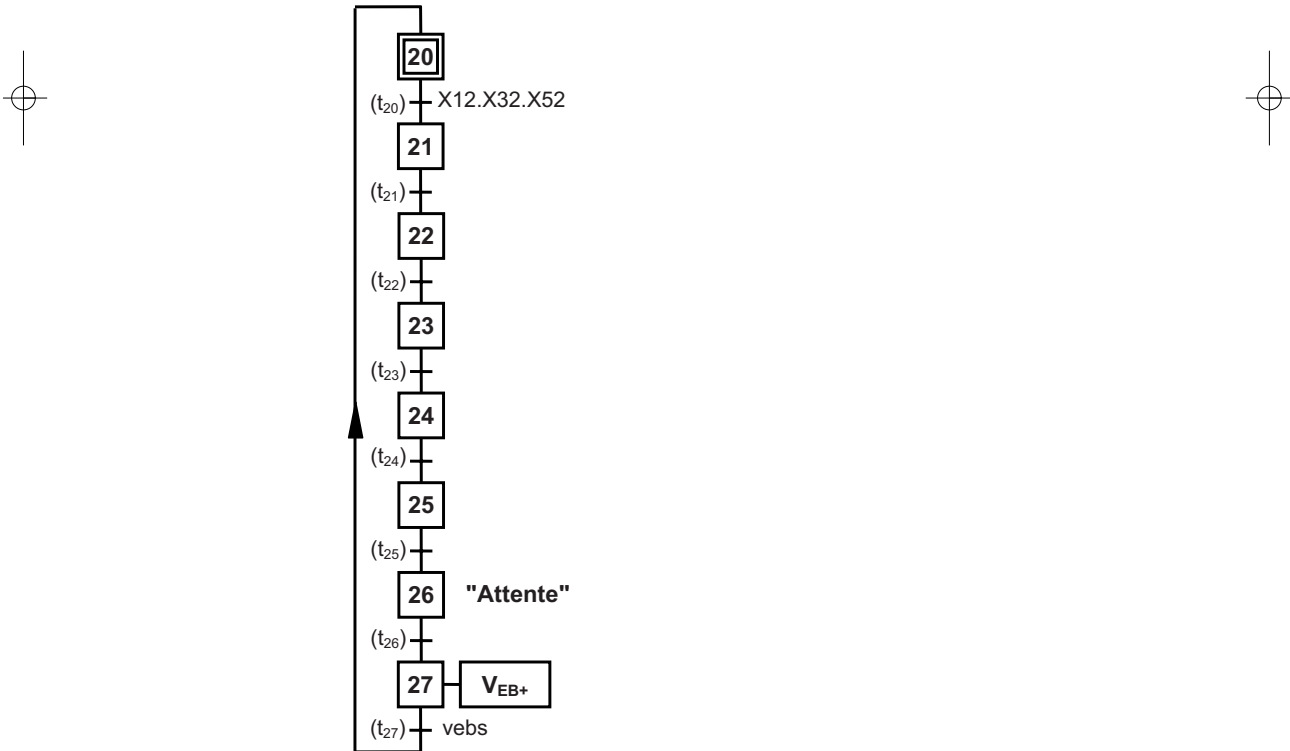 20
(t20) X12.X32.X52
21
(t21)
22
(t22)
23
(t23)
24
(t24)
25
(t25)
26 "Attente"
(t26)
27 VEB+
(t27) vebs